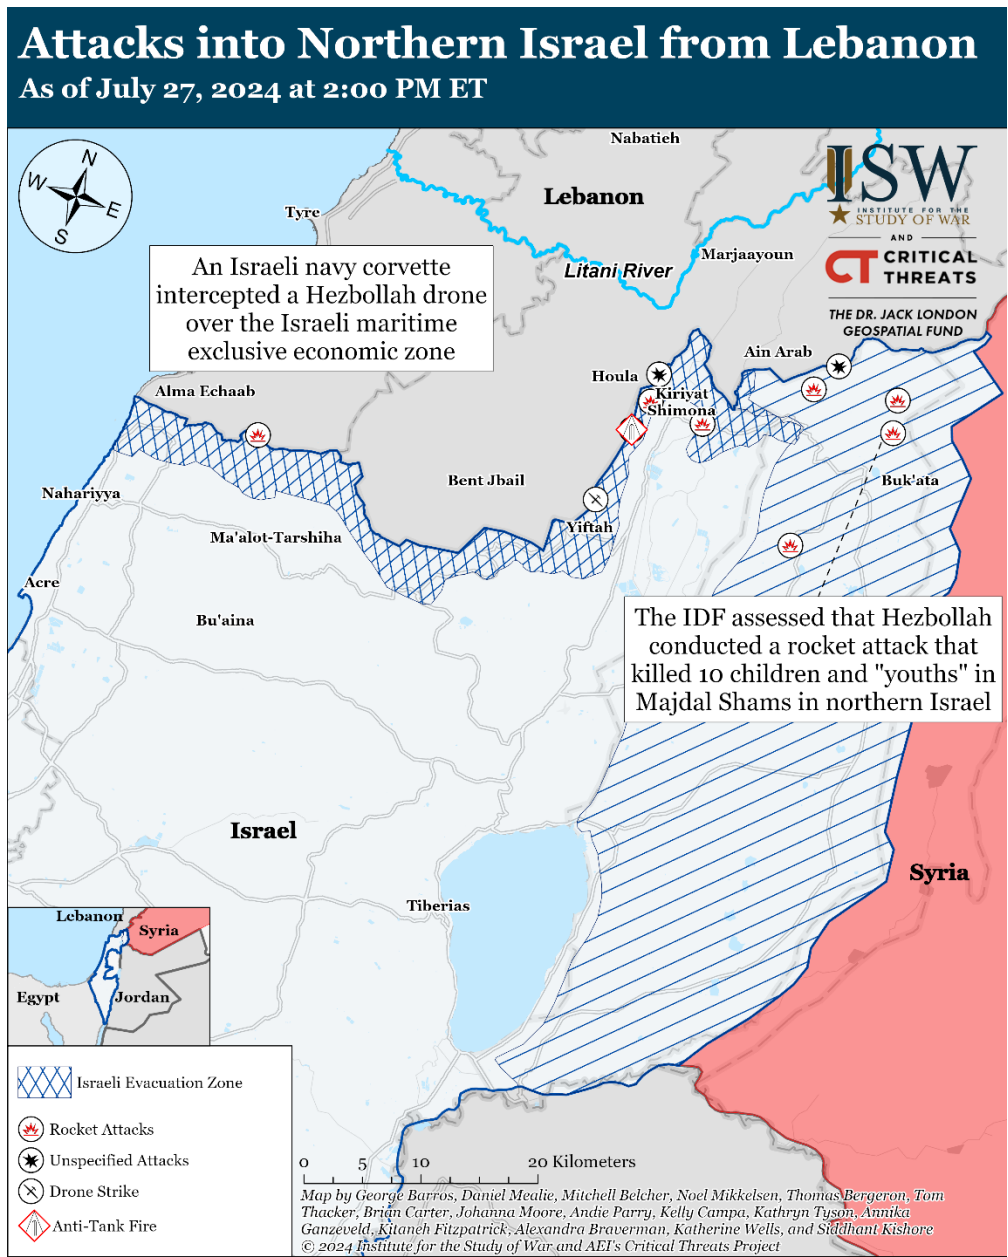 Attacks into Northern Israel from Lebanon
As of July 27, 2024 at 2:00 PM ET
N
W
E
S
Nabatieh
Lebanon
Tyre
Litani River
Marjaayoun
ISW
INSTITUTE FOR THE
STUDY OF WAR
AND
CT CRITICAL
THREATS
THE DR. JACK LONDON
GEOSPATIAL FUND
An Israeli navy corvette
intercepted a Hezbollah drone
over the Israeli maritime
exclusive economic zone
Alma Echaab
Houla
Ain Arab
Kiriyat
Shimona
Bent Jbail
Buk'ata
Nahariyya
Yiftah
Ma'alot-Tarshiha
Acre
Bu'aina
The IDF assessed that Hezbollah
conducted a rocket attack that
killed 10 children and "youths" in
Majdal Shams in northern Israel
Israel
Syria
Tiberias
Lebanon
Syria
Egypt
Jordan
Israeli Evacuation Zone
Rocket Attacks
Unspecified Attacks
Drone Strike
Anti-Tank Fire
0 5 10 20 Kilometers
Map by George Barros, Daniel Mealie, Mitchell Belcher, Noel Mikkelsen, Thomas Bergeron, Tom
Thacker, Brian Carter, Johanna Moore, Andie Parry, Kelly Campa, Kathryn Tyson, Annika
Ganzeveld, Kitaneh Fitzpatrick, Alexandra Braverman, Katherine Wells, and Siddhant Kishore
© 2024 Institute for the Study of War and AEI's Critical Threats Project